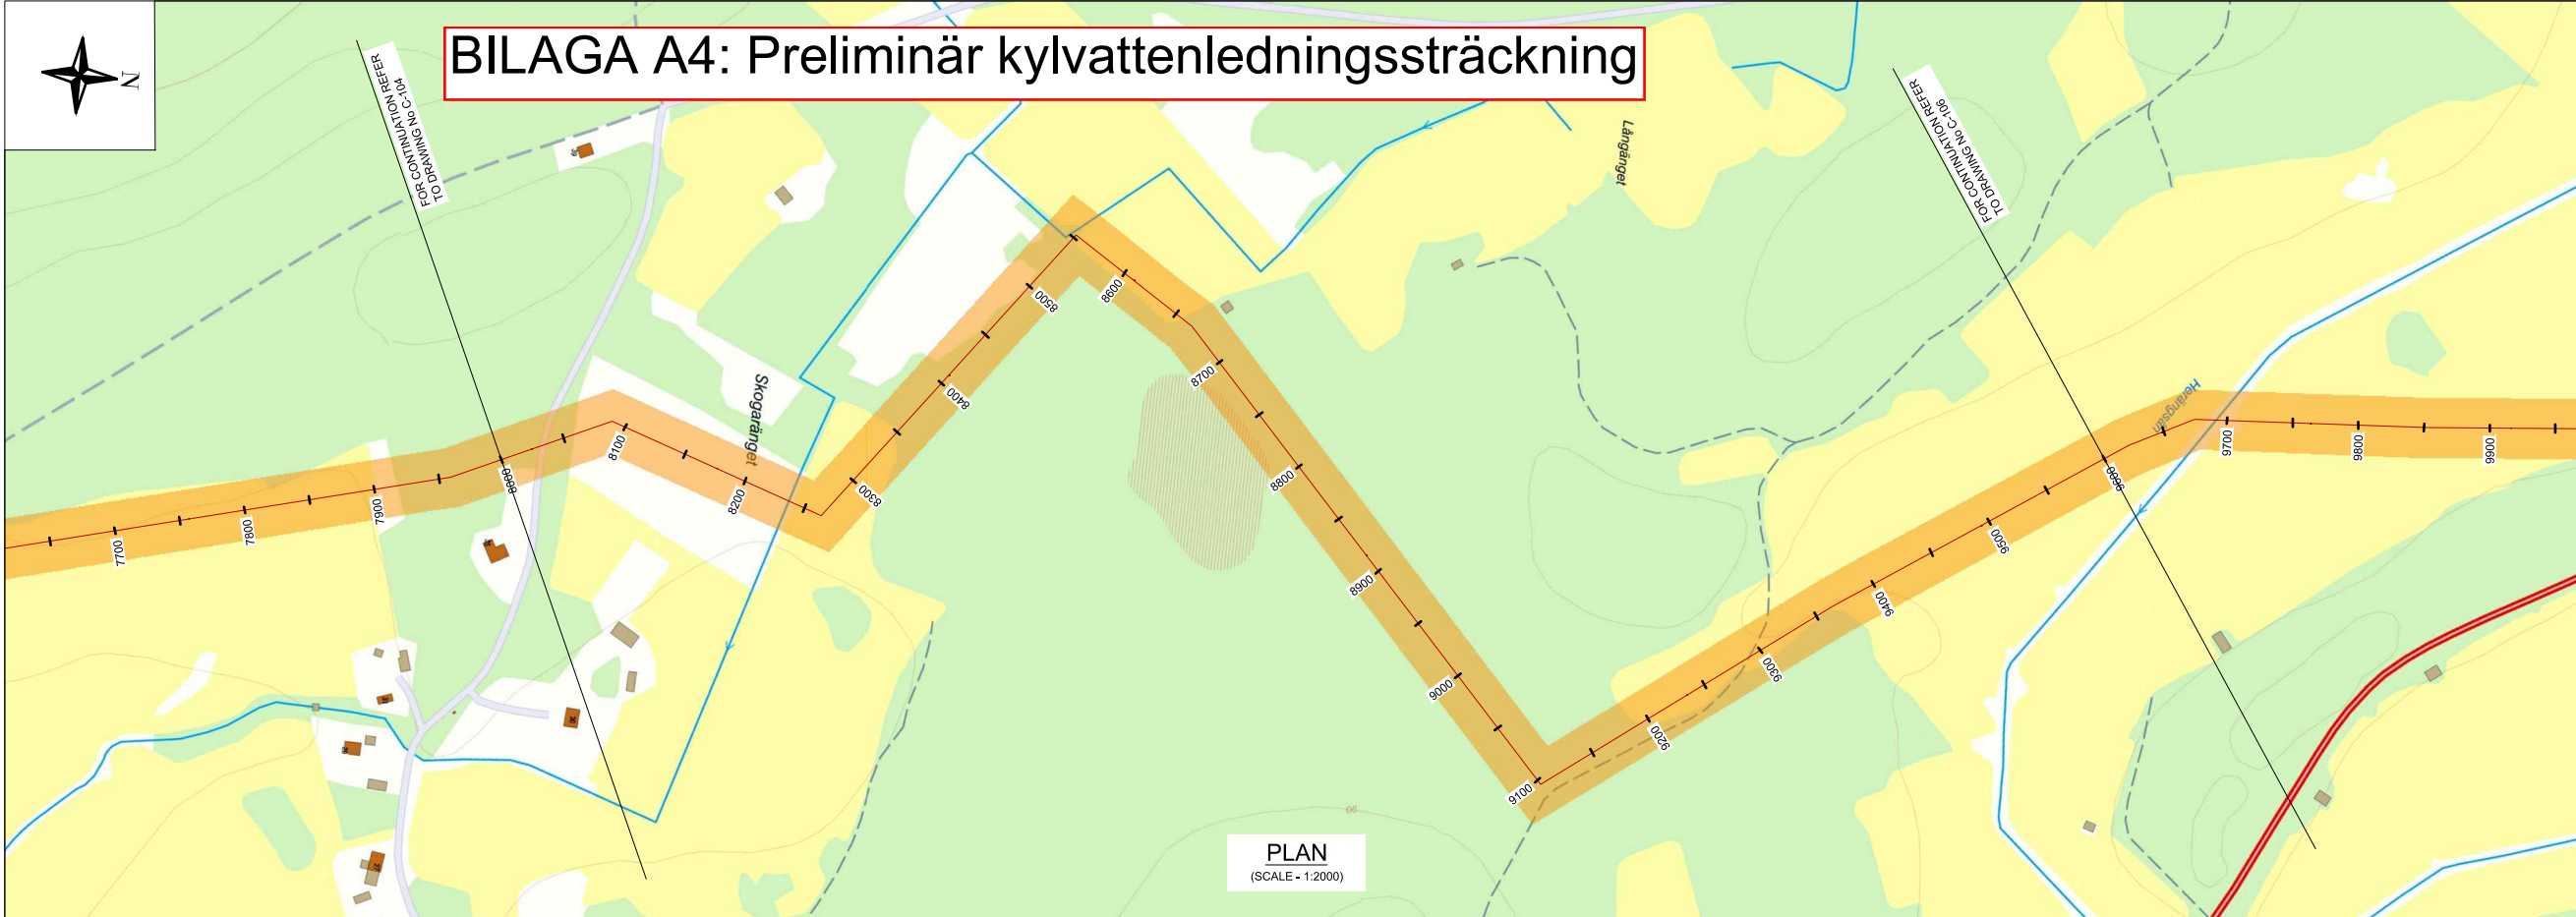 BILAGA A4: Preliminär kylvattenledningssträckning
N
FOR CONTINUATION REFER
TO DRAWING No C-104
FOR CONTINUATION REFER
TO DRAWING No C-106
Långänget
Skogaränget
Herängsån
7700
7800
7900
8000
8100
8200
8300
8400
8500
8600
8700
8800
8900
9000
9100
9200
9300
9400
9500
9600
9700
9800
9900
90
PLAN
(SCALE - 1:2000)